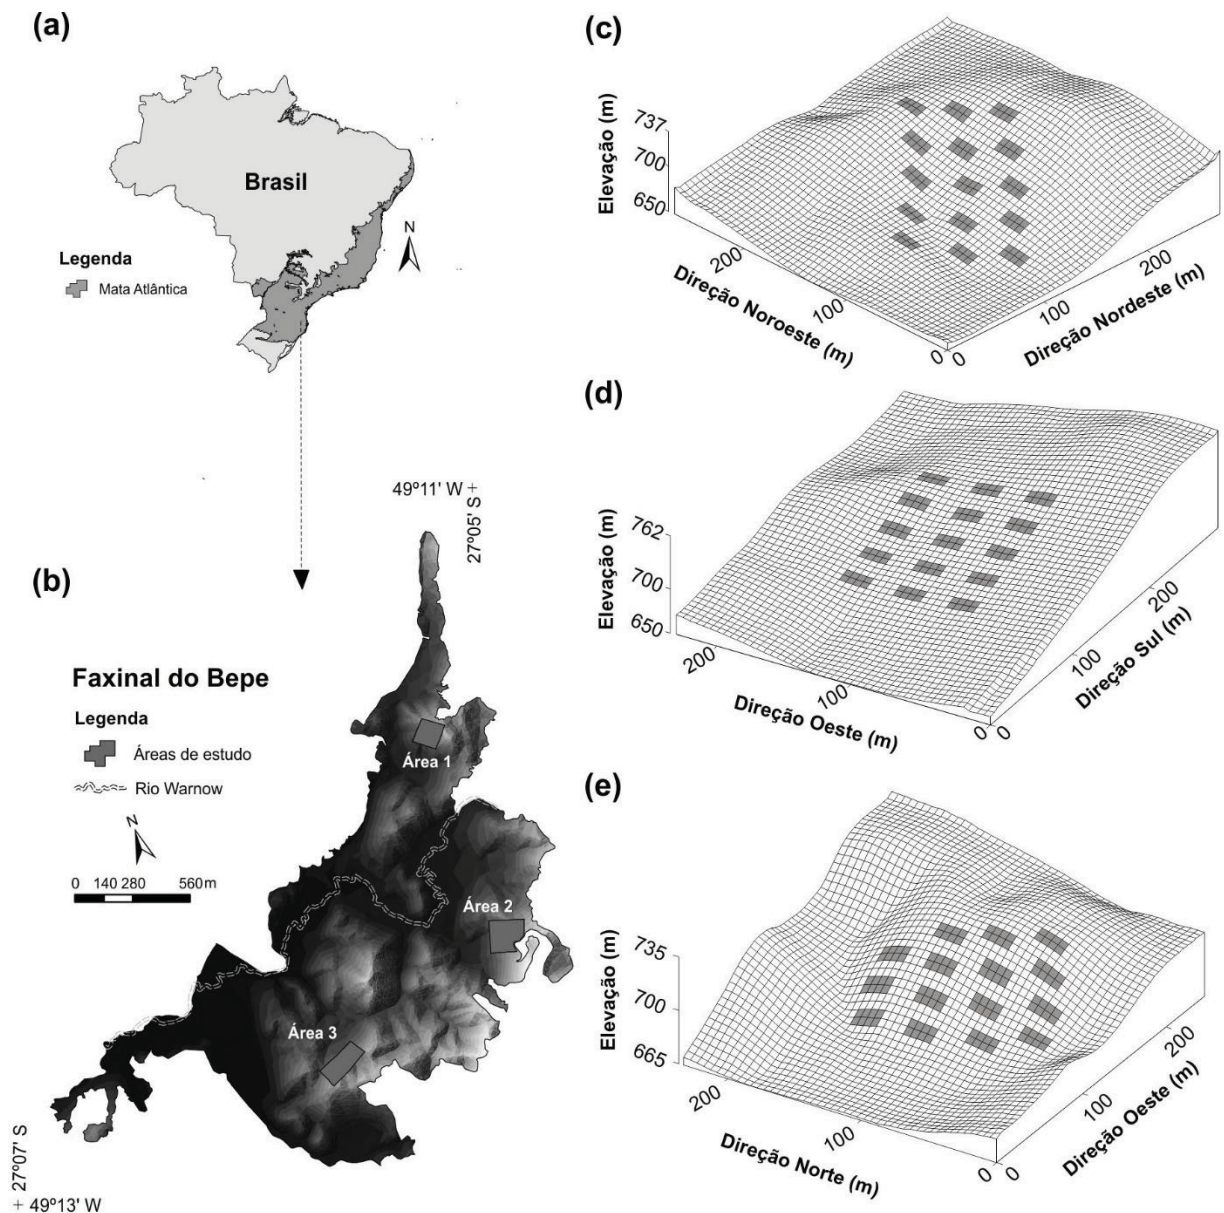 (a)
Brasil
N
Legenda
Mata Atlântica
(b)
49º11' W +
27º05' S
Faxinal do Bepe
Legenda
Áreas de estudo
Rio Warnow
N
0 140 280 560m
Área 1
Área 2
Área 3
27º07' S
+ 49º13' W
(c)
Elevação (m)
737
700
650
200
100
0
Direção Noroeste (m)
0
100
200
Direção Nordeste (m)
(d)
Elevação (m)
762
700
650
200
100
0
Direção Oeste (m)
0
100
200
Direção Sul (m)
(e)
Elevação (m)
735
700
665
200
100
0
Direção Norte (m)
0
100
200
Direção Oeste (m)